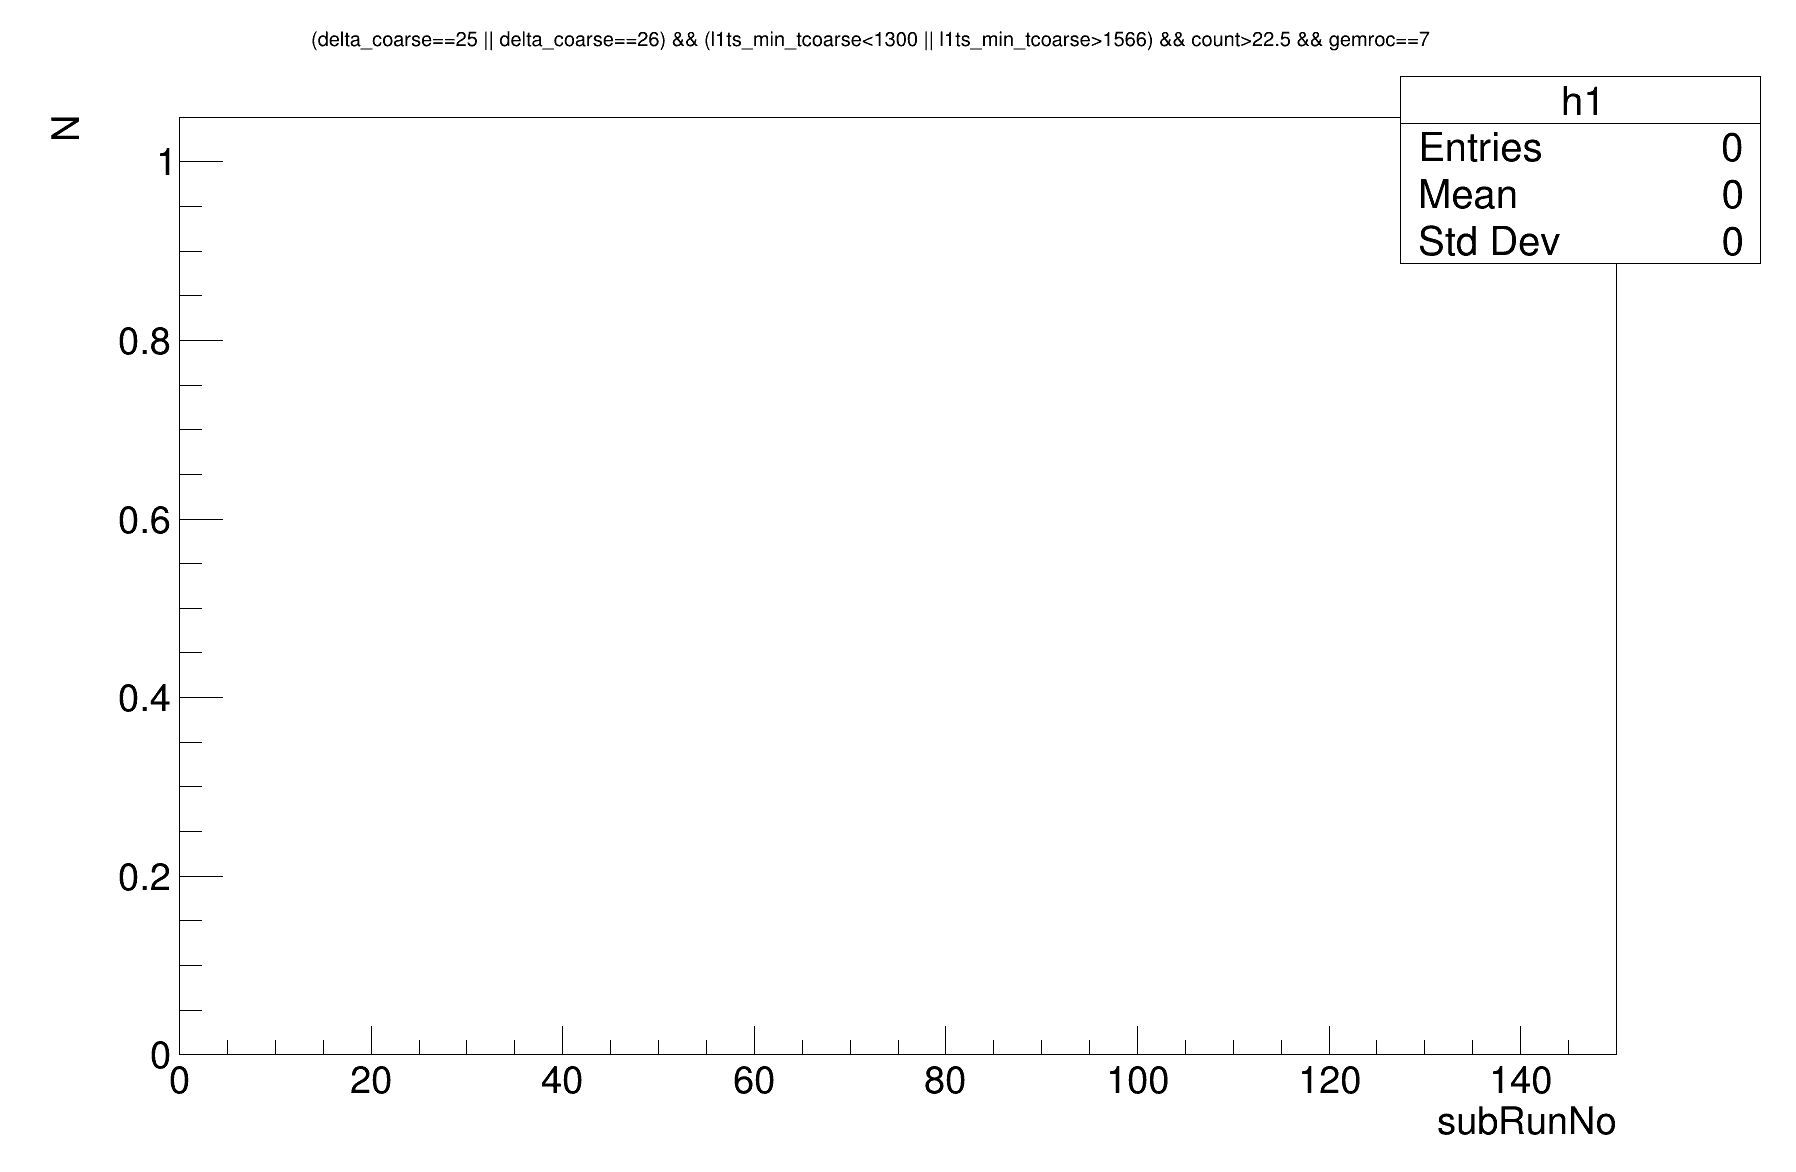 (delta_coarse==25 || delta_coarse==26) && (l1ts_min_tcoarse<1300 || l1ts_min_tcoarse>1566) && count>22.5 && gemroc==7
h1
Entries 0
Mean 0
Std Dev 0
N
1
0.8
0.6
0.4
0.2
0
0 20 40 60 80 100 120 140
subRunNo